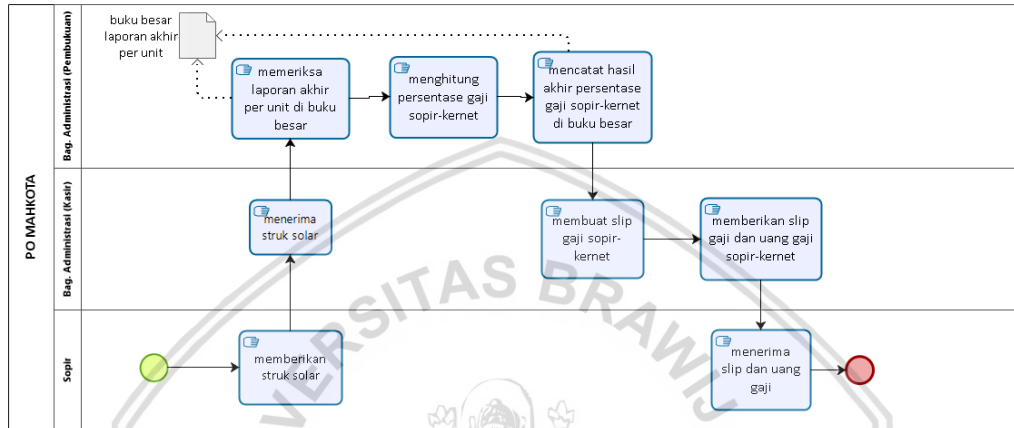 PO MAHKOTA
Bag. Administrasi (Pembukuan)
buku besar
laporan akhir
per unit
memeriksa
laporan akhir
per unit di buku
besar
menghitung
persentase gaji
sopir-kernet
mencatat hasil
akhir persentase
gaji sopir-kernet
di buku besar
Bag. Administrasi (Kasir)
menerima
struk solar
membuat slip
gaji sopir-
kernet
memberikan slip
gaji dan uang gaji
sopir-kernet
Sopir
memberikan
struk solar
menerima
slip dan uang
gaji
VERSITAS BRAWIJ